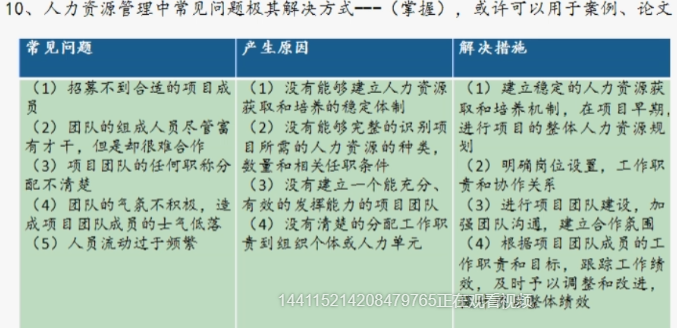 10、人力资源管理中常见问题极其解决方式---（掌握），或许可以用于案例、论文
常见问题
（1）招募不到合适的项目成
员
（2）团队的组成人员尽管富
有才干，但是却很难合作
（3）项目团队的任何职称分
配不清楚
（4）团队的气氛不积极，造
成项目团队成员的士气低落
（5）人员流动过于频繁
产生原因
（1）没有能够建立人力资源
获取和培养的稳定体制
（2）没有能够完整的识别项
目所需的人力资源的种类，
数量和相关任职条件
（3）没有建立一个能充分、
有效的发挥能力的项目团队
（4）没有清楚的分配工作职
责到组织个体或人力单元
解决措施
（1）建立稳定的人力资源获
取和培养机制，在项目早期，
进行项目的整体人力资源规
划
（2）明确岗位设置，工作职
责和协作关系
（3）进行项目团队建设，加
强团队沟通，建立合作氛围
（4）根据项目团队成员的工
作职责和目标，跟踪工作绩
效，及时予以调整和改进，
整体绩效
144115214208479765正在观看视频